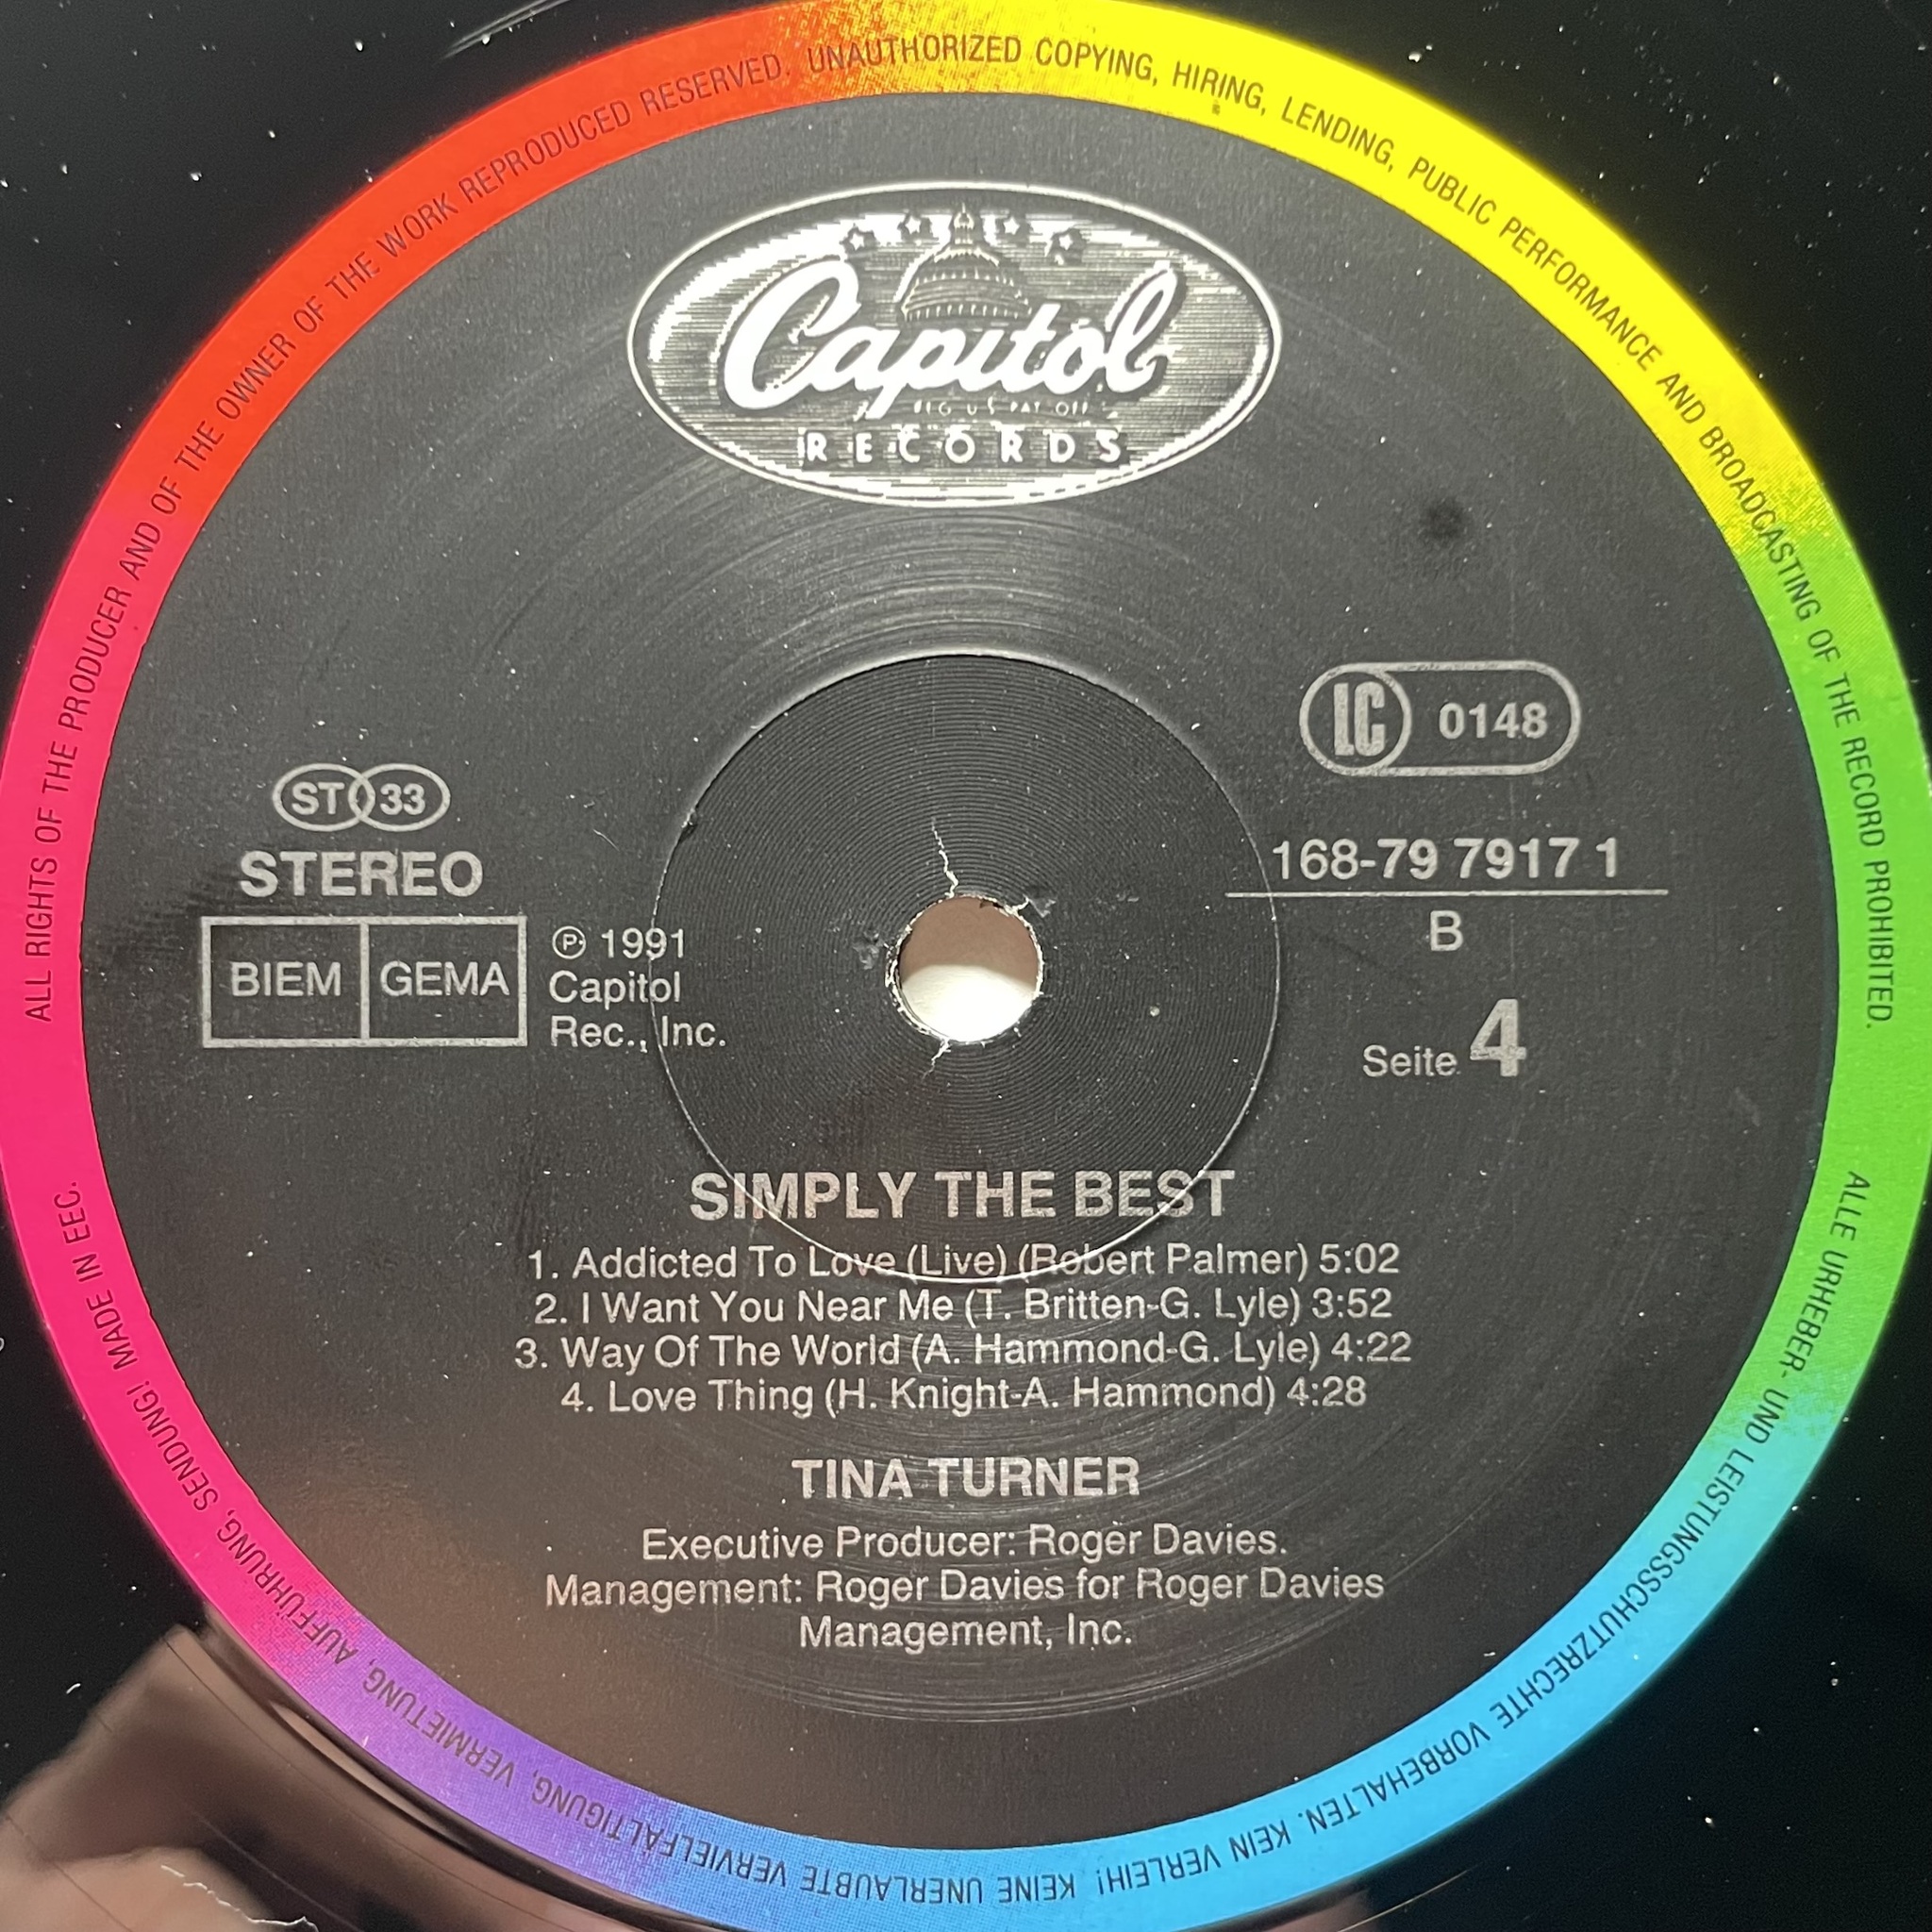 ALL RIGHTS OF THE PRODUCER AND OF THE OWNER OF THE WORK REPRODUCED RESERVED. UNAUTHORIZED COPYING, HIRING, LENDING, PUBLIC PERFORMANCE AND BROADCASTING OF THE RECORD PROHIBITED.
Capitol
REG U S PAT OFF
RECORDS
LC 0148
ST 33
STEREO
BIEM GEMA
℗ 1991
Capitol
Rec., Inc.
168-79 7917 1
B
Seite 4
SIMPLY THE BEST
1. Addicted To Love (Live) (Robert Palmer) 5:02
2. I Want You Near Me (T. Britten-G. Lyle) 3:52
3. Way Of The World (A. Hammond-G. Lyle) 4:22
4. Love Thing (H. Knight-A. Hammond) 4:28
TINA TURNER
Executive Producer: Roger Davies.
Management: Roger Davies for Roger Davies
Management, Inc.
ALLE URHEBER- UND LEISTUNGSSCHUTZRECHTE VORBEHALTEN. KEIN VERLEIH! KEINE UNERLAUBTE VERVIELFÄLTIGUNG, VERMIETUNG, AUFFÜHRUNG, SENDUNG! MADE IN EEC.